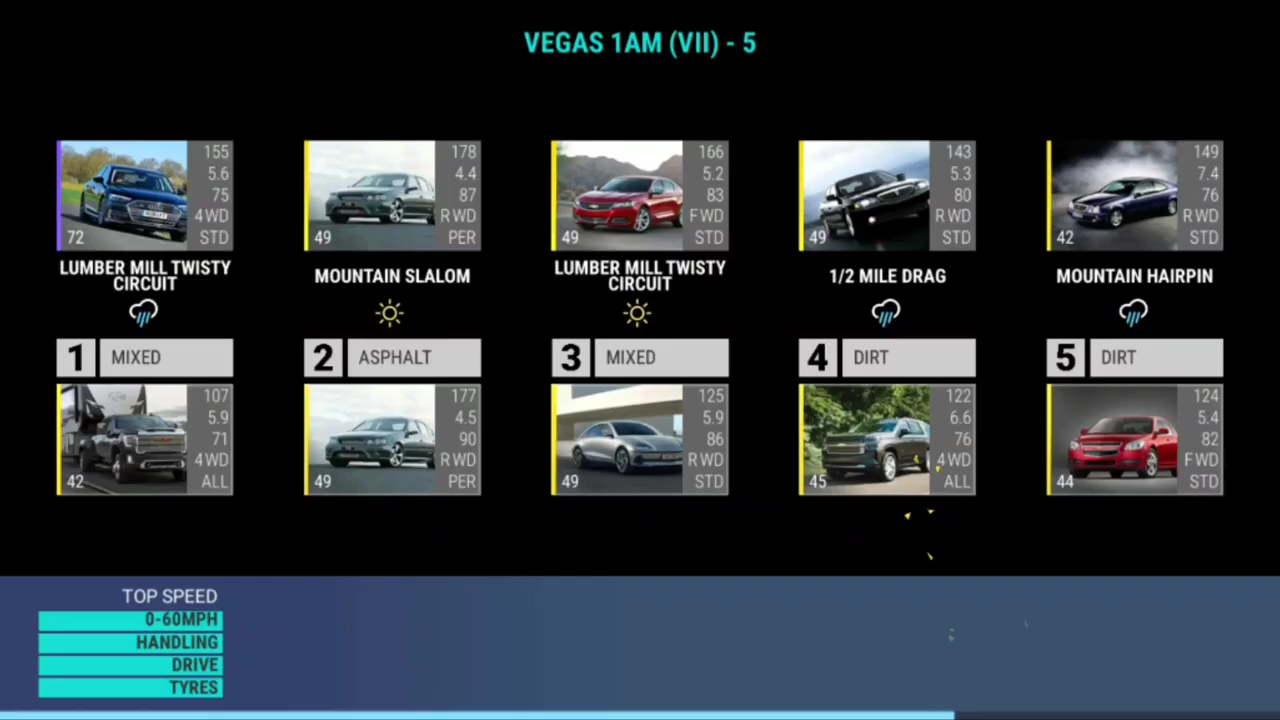 VEGAS 1AM (VII) - 5
155
5.6
75
4WD
STD
72
178
4.4
87
RWD
PER
49
166
5.2
83
FWD
STD
49
143
5.3
80
RWD
STD
49
149
7.4
76
RWD
STD
42
LUMBER MILL TWISTY
CIRCUIT
MOUNTAIN SLALOM
LUMBER MILL TWISTY
CIRCUIT
1/2 MILE DRAG
MOUNTAIN HAIRPIN
1 MIXED
2 ASPHALT
3 MIXED
4 DIRT
5 DIRT
107
5.9
71
4WD
ALL
42
177
4.5
90
RWD
PER
49
125
5.9
86
RWD
STD
49
122
6.6
76
4WD
ALL
45
124
5.4
82
FWD
STD
44
TOP SPEED
0-60MPH
HANDLING
DRIVE
TYRES